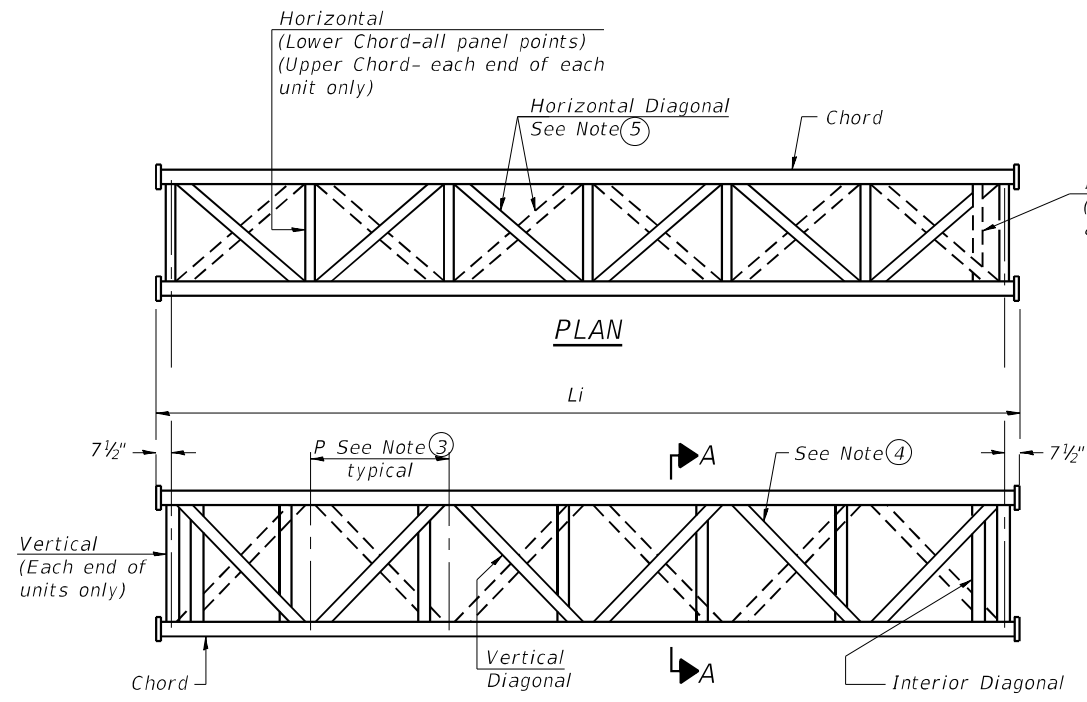 Horizontal
(Lower Chord-all panel points)
(Upper Chord- each end of each
unit only)
Horizontal Diagonal
See Note 5
Chord
PLAN
Li
7½"
P See Note 3
typical
A
See Note 4
7½"
Vertical
(Each end of
units only)
Chord
Vertical
Diagonal
A
Interior Diagonal